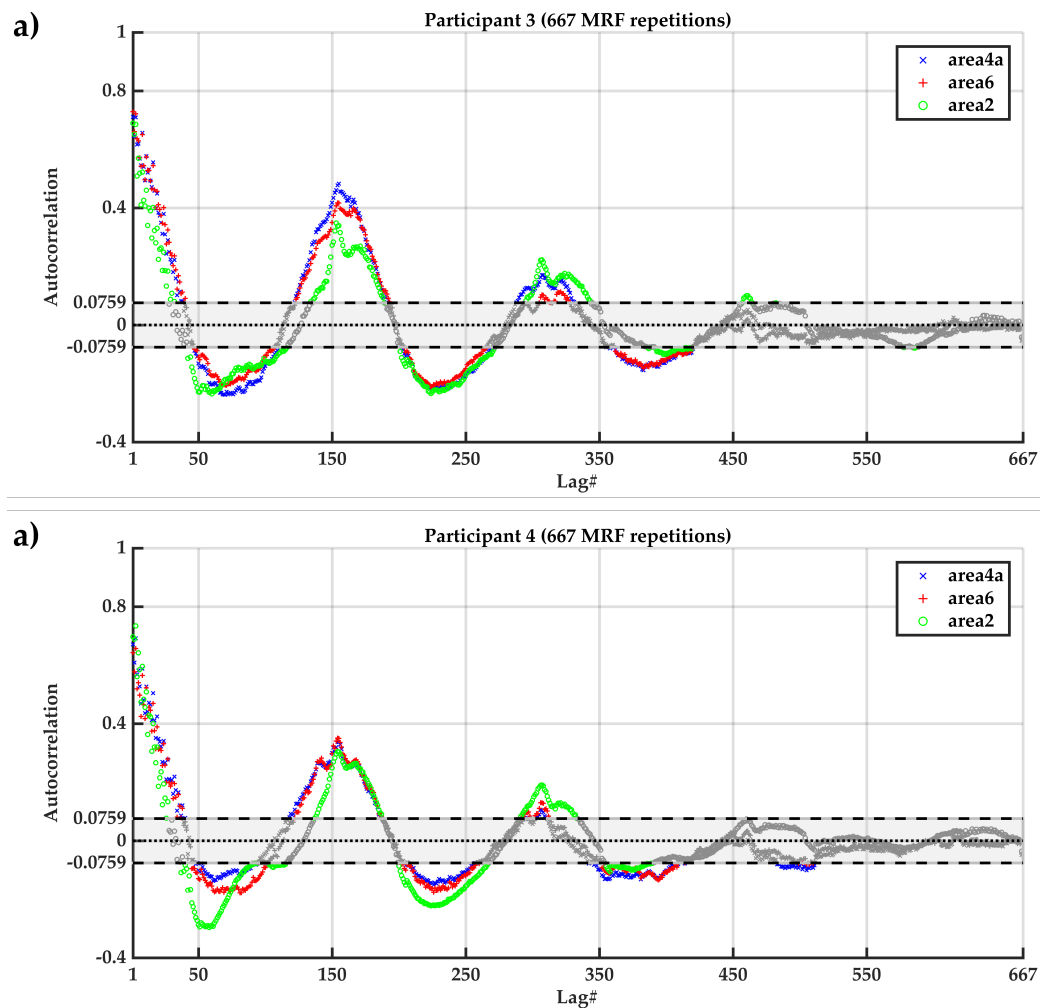 a)
Participant 3 (667 MRF repetitions)
1
0.8
0.4
0.0759
0
-0.0759
-0.4
Autocorrelation
area4a
area6
area2
1 50 150 250 350 450 550 667
Lag#
a)
Participant 4 (667 MRF repetitions)
1
0.8
0.4
0.0759
0
-0.0759
-0.4
Autocorrelation
area4a
area6
area2
1 50 150 250 350 450 550 667
Lag#